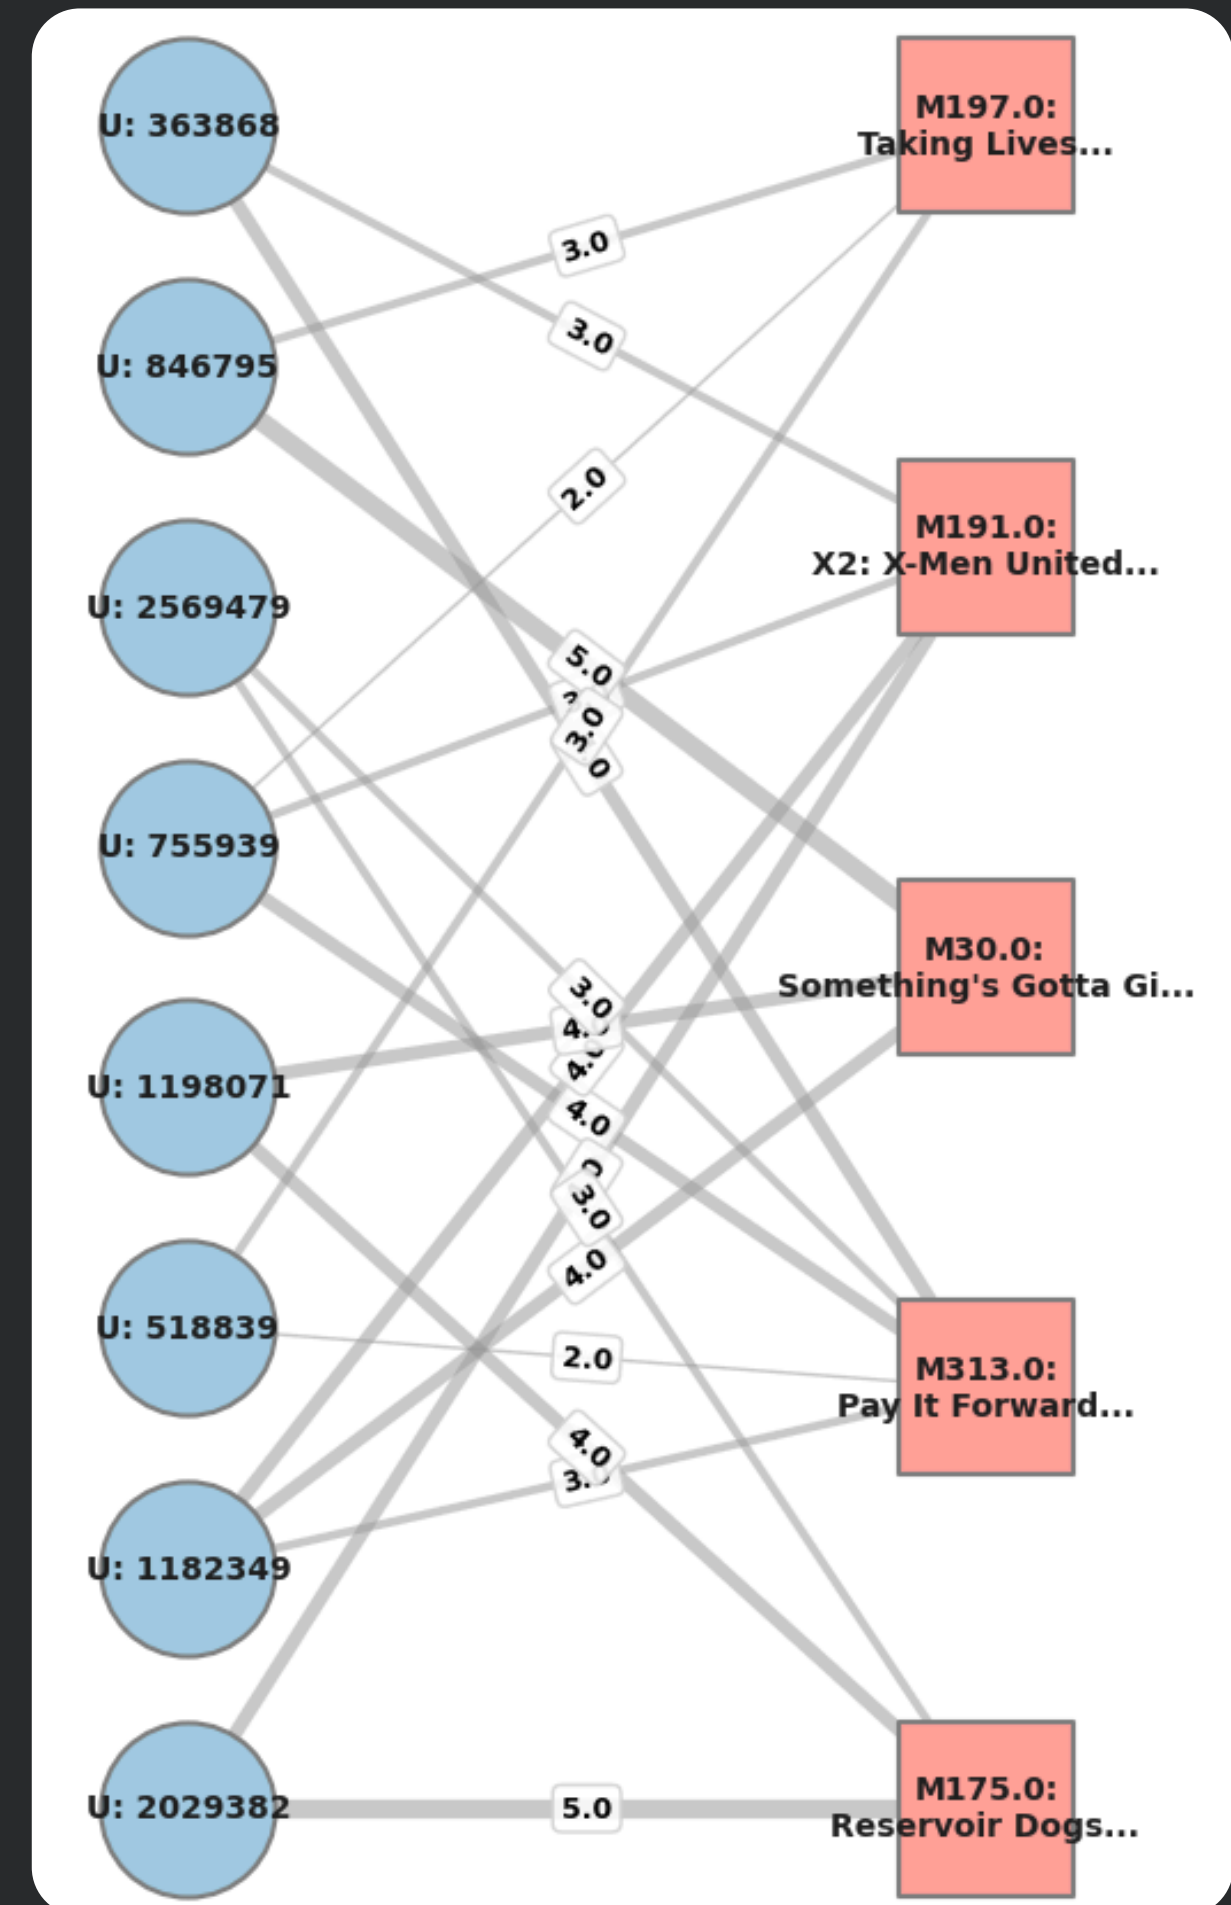 U: 363868
M197.0:
Taking Lives...
3.0
3.0
U: 846795
2.0
M191.0:
X2: X-Men United...
U: 2569479
5.0
3.0
U: 755939
M30.0:
Something's Gotta Gi...
3.0
4.0
U: 1198071
3.0
4.0
U: 518839
2.0
M313.0:
Pay It Forward...
4.0
U: 1182349
U: 2029382
5.0
M175.0:
Reservoir Dogs...